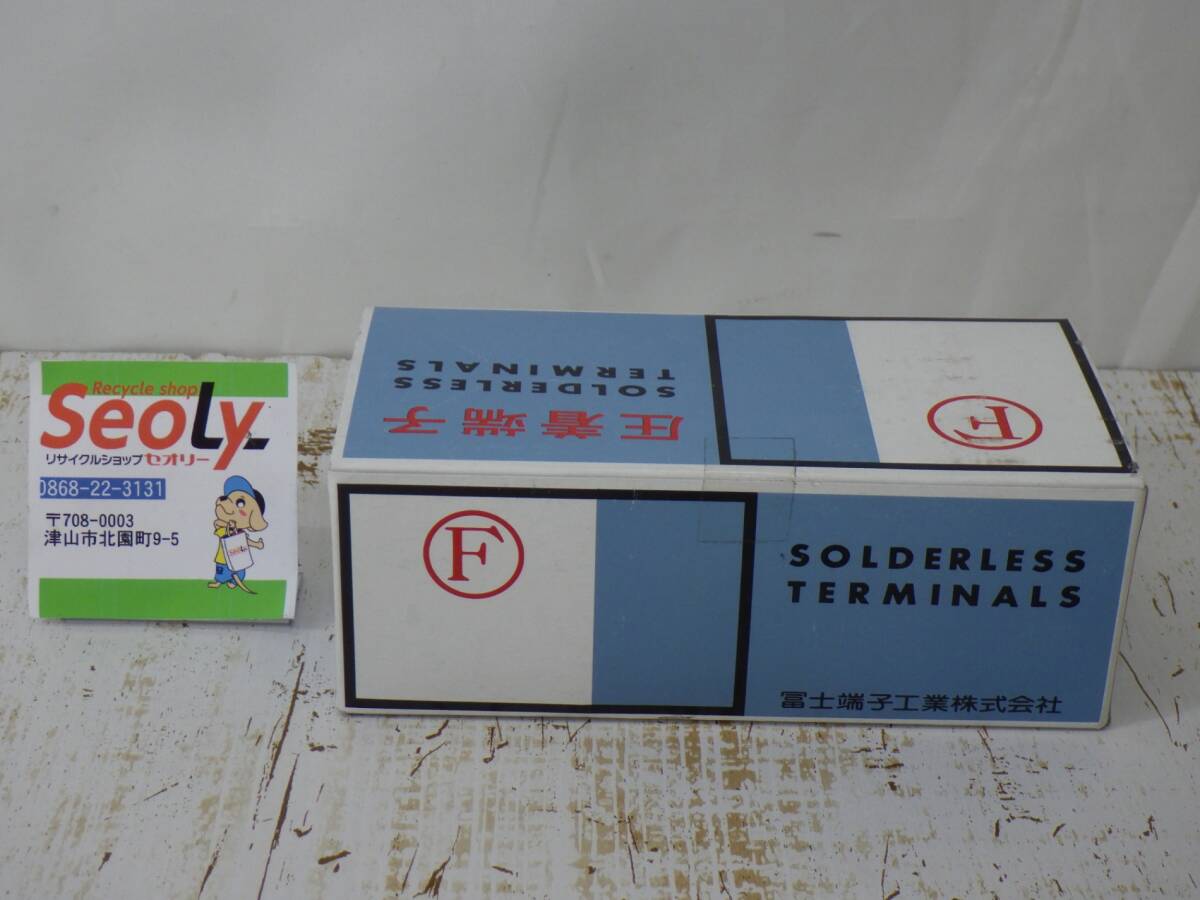 Recycle shop
Seoly
リサイクルショップ セオリー
0868-22-3131
〒708-0003
津山市北園町9-5
Seoly
圧着端子
SOLDERLESS
TERMINALS
F
F
SOLDERLESS
TERMINALS
冨士端子工業株式会社